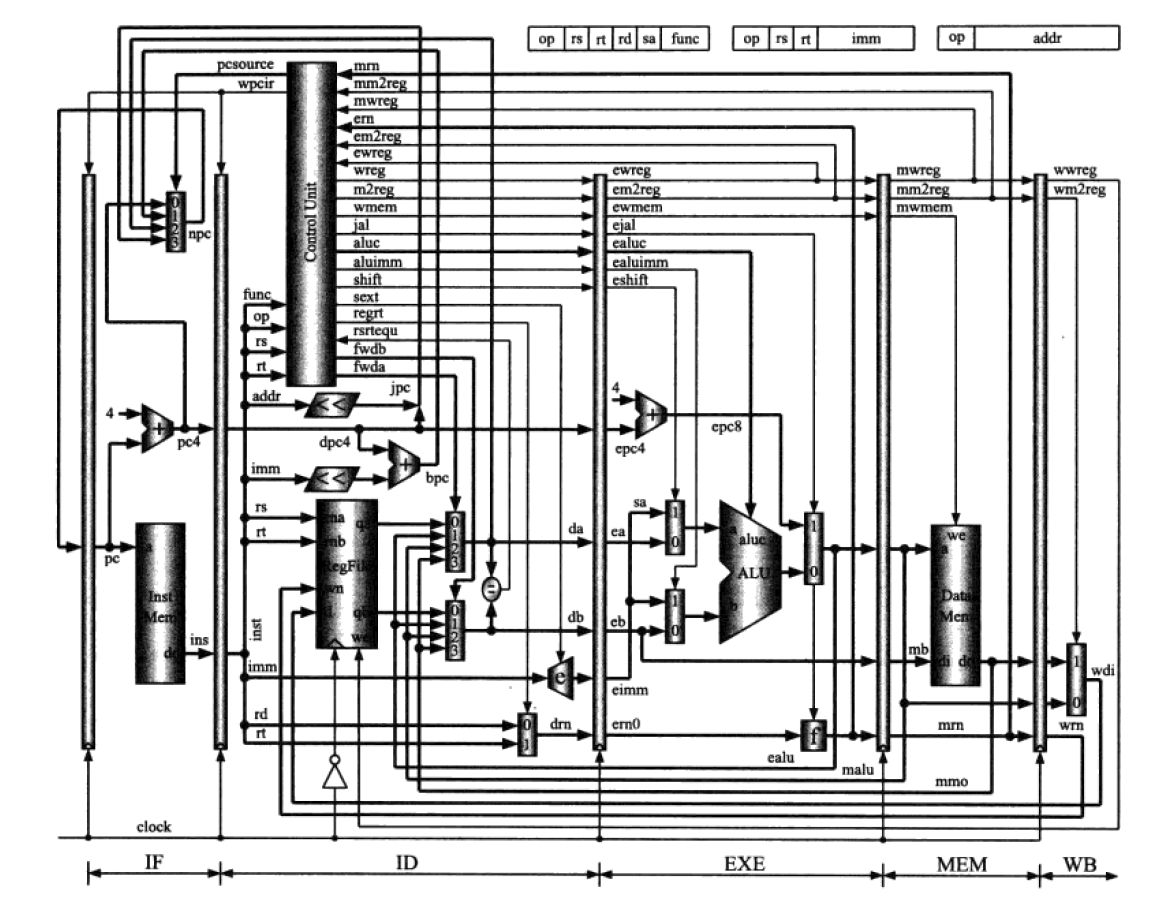 op rs rt rd sa func
op rs rt imm
op addr
pcsource
wpcir
mrn
mm2reg
mwreg
ern
em2reg
ewreg
wreg
m2reg
wmem
jal
aluc
aluimm
shift
sext
regrt
rsrtequ
fwdb
fwda
Control Unit
ewreg
em2reg
ewmem
ejal
ealuc
ealuimm
eshift
mwreg
mm2reg
mwmem
wwreg
wm2reg
0
1
2
3
npc
func
op
rs
rt
addr
<<
jpc
4
+
pc4
dpc4
+
bpc
imm
<<
4
+
epc4
epc8
rs
rt
RegFile
wn
d
we
0
1
2
3
0
1
2
3
=
da
db
ea
eb
sa
1
0
1
0
a
aluc
ALU
b
1
0
we
a
Data
Mem
di do
mb
1
0
wdi
pc
a
Inst
Mem
do
ins
inst
imm
e
eimm
rd
rt
0
1
drn
ern0
f
mrn
wrn
ealu
malu
mmo
clock
IF
ID
EXE
MEM
WB